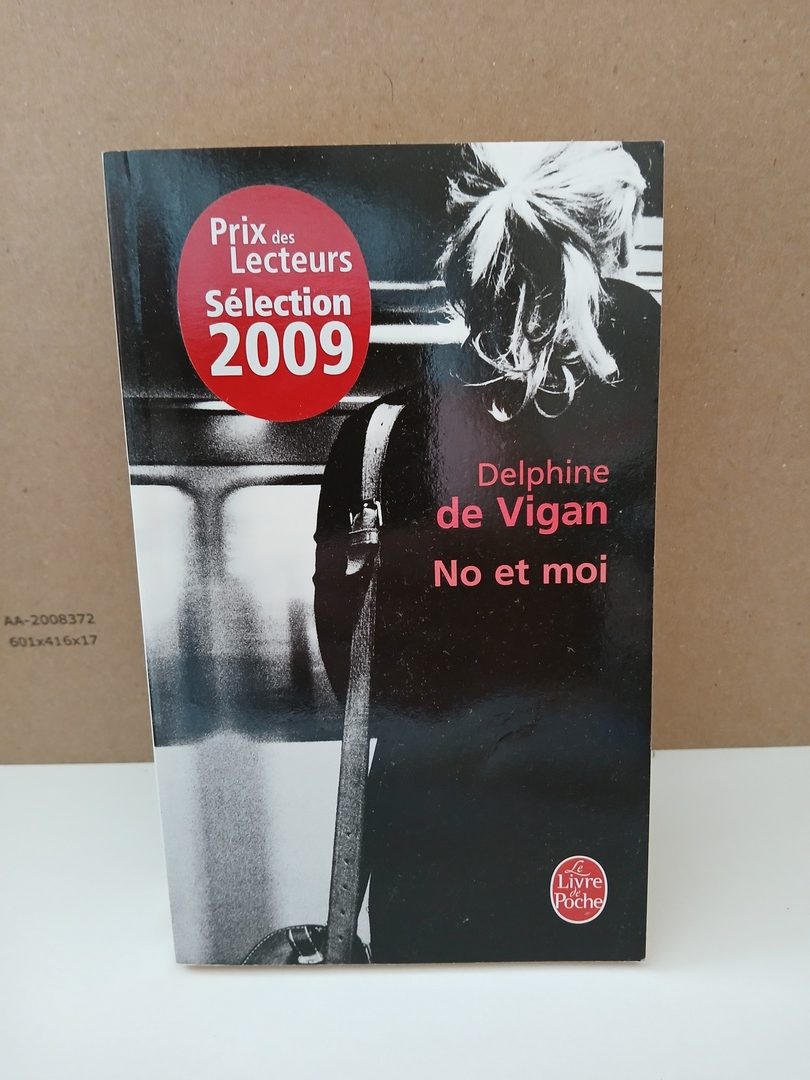 Prix des
Lecteurs
Sélection
2009
Delphine
de Vigan
No et moi
AA-2008372
601x416x17
Le
Livre
de
Poche